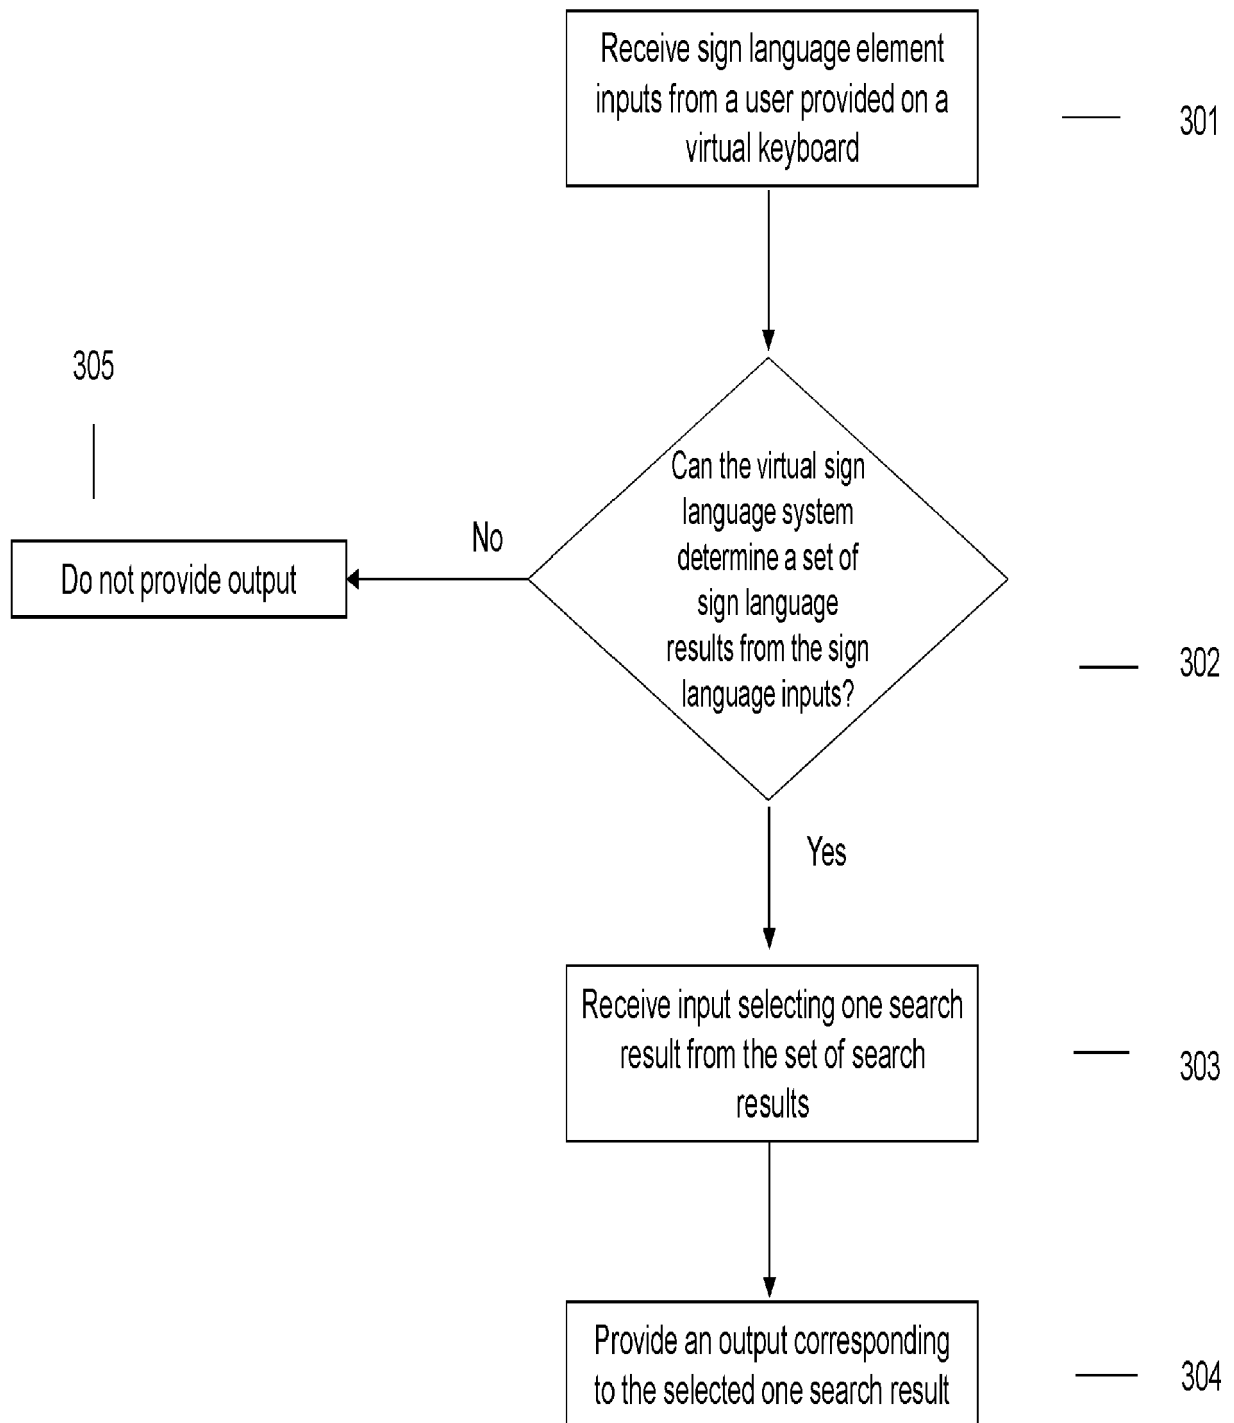 Receive sign language element
inputs from a user provided on a
virtual keyboard
301
305
Can the virtual sign
language system
determine a set of
sign language
results from the sign
language inputs?
No
Do not provide output
302
Yes
Receive input selecting one search
result from the set of search
results
303
Provide an output corresponding
to the selected one search result
304